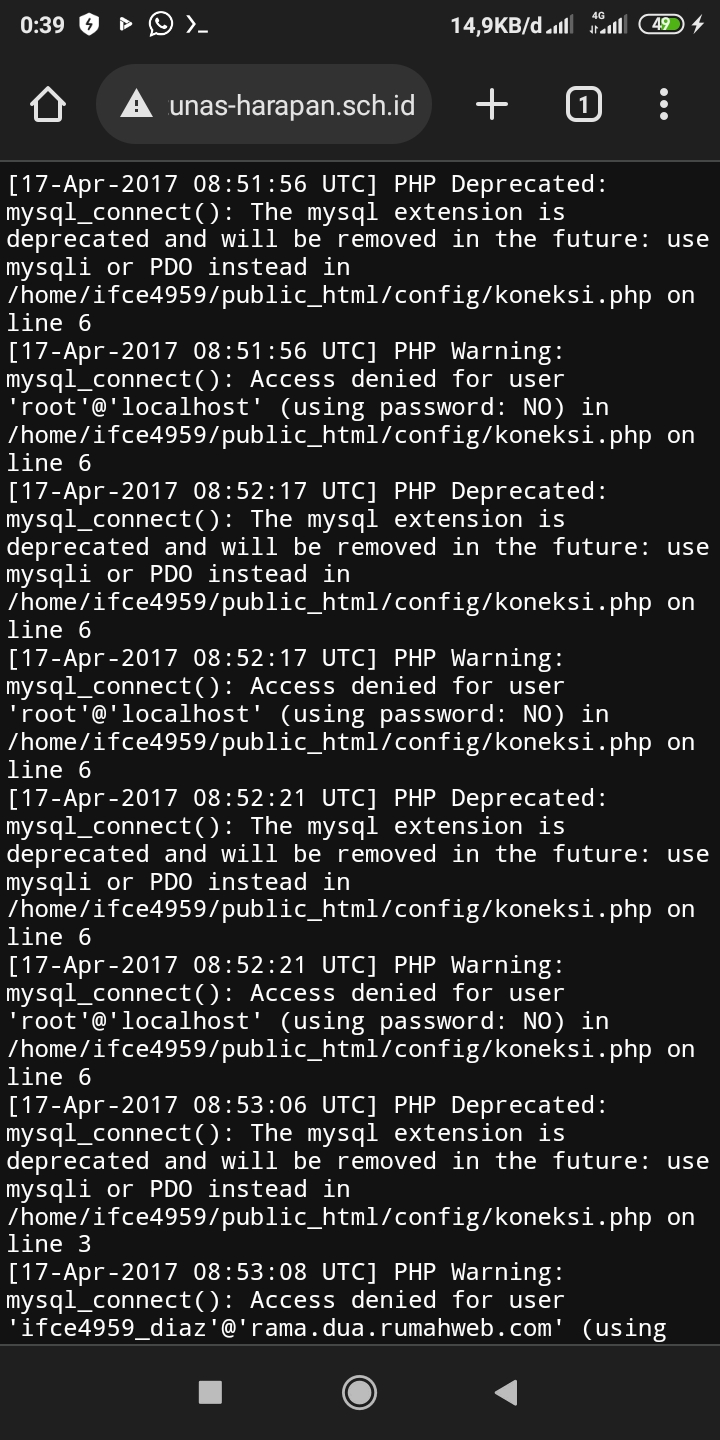 0:39
14,9KB/d
4G
49
unas-harapan.sch.id
1
[17-Apr-2017 08:51:56 UTC] PHP Deprecated:
mysql_connect(): The mysql extension is
deprecated and will be removed in the future: use
mysqli or PDO instead in
/home/ifce4959/public_html/config/koneksi.php on
line 6
[17-Apr-2017 08:51:56 UTC] PHP Warning:
mysql_connect(): Access denied for user
'root'@'localhost' (using password: NO) in
/home/ifce4959/public_html/config/koneksi.php on
line 6
[17-Apr-2017 08:52:17 UTC] PHP Deprecated:
mysql_connect(): The mysql extension is
deprecated and will be removed in the future: use
mysqli or PDO instead in
/home/ifce4959/public_html/config/koneksi.php on
line 6
[17-Apr-2017 08:52:17 UTC] PHP Warning:
mysql_connect(): Access denied for user
'root'@'localhost' (using password: NO) in
/home/ifce4959/public_html/config/koneksi.php on
line 6
[17-Apr-2017 08:52:21 UTC] PHP Deprecated:
mysql_connect(): The mysql extension is
deprecated and will be removed in the future: use
mysqli or PDO instead in
/home/ifce4959/public_html/config/koneksi.php on
line 6
[17-Apr-2017 08:52:21 UTC] PHP Warning:
mysql_connect(): Access denied for user
'root'@'localhost' (using password: NO) in
/home/ifce4959/public_html/config/koneksi.php on
line 6
[17-Apr-2017 08:53:06 UTC] PHP Deprecated:
mysql_connect(): The mysql extension is
deprecated and will be removed in the future: use
mysqli or PDO instead in
/home/ifce4959/public_html/config/koneksi.php on
line 3
[17-Apr-2017 08:53:08 UTC] PHP Warning:
mysql_connect(): Access denied for user
'ifce4959_diaz'@'rama.dua.rumahweb.com' (using